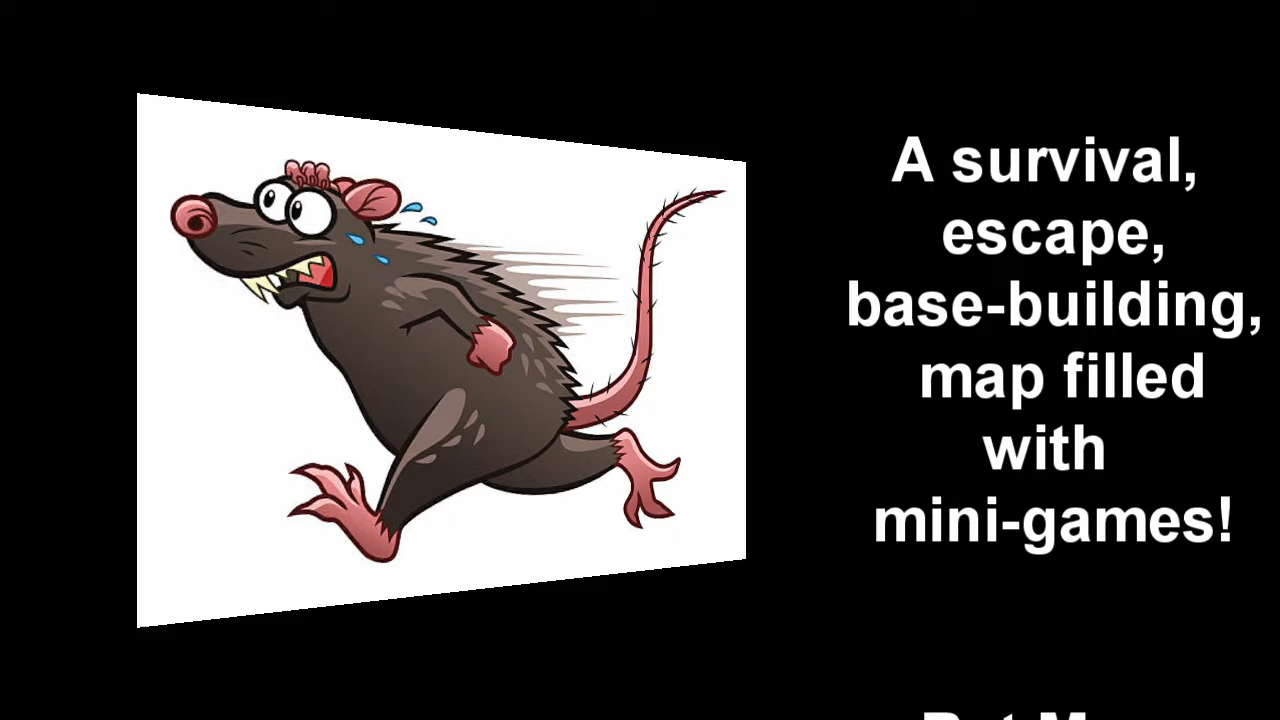 A survival,
escape,
base-building,
map filled
with
mini-games!